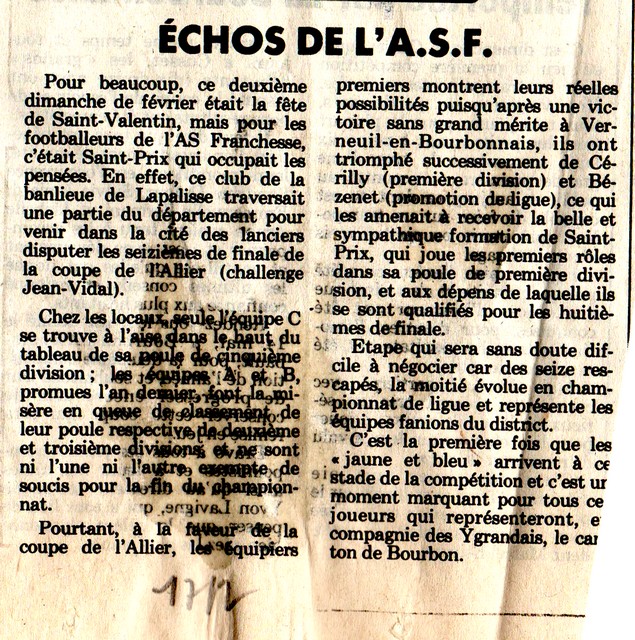 ÉCHOS DE L'A.S.F.
Pour beaucoup, ce deuxième
dimanche de février était la fête
de Saint-Valentin, mais pour les
footballeurs de l'AS Franchesse,
c'était Saint-Prix qui occupait les
pensées. En effet, ce club de la
banlieue de Lapalisse traversait
une partie du département pour
venir dans la cité des lanciers
disputer les seizièmes de finale de
la coupe de l'Allier (challenge
Jean-Vidal).
Chez les locaux, seule l'équipe C
se trouve à l'aise dans le haut du
tableau de sa poule de cinquième
division ; les équipes A et B,
promues l'an dernier, font la mi-
sère en queue de classement de
leur poule respective de deuxième
et troisième divisions et ne sont
ni l'une ni l'autre exempte de
soucis pour la fin du champion-
nat.
Pourtant, à la faveur de la
coupe de l'Allier, les équipiers
premiers montrent leurs réelles
possibilités puisqu'après une vic-
toire sans grand mérite à Ver-
neuil-en-Bourbonnais, ils ont
triomphé successivement de Cé-
rilly (première division) et Bé-
zenet (promotion de ligue), ce qui
les amenait à recevoir la belle et
sympathique formation de Saint-
Prix, qui joue les premiers rôles
dans sa poule de première divi-
sion, et aux dépens de laquelle ils
se sont qualifiés pour les huitiè-
mes de finale.
Etape qui sera sans doute dif-
cile à négocier car des seize res-
capés, la moitié évolue en cham-
pionnat de ligue et représente les
équipes fanions du district.
C'est la première fois que les
« jaune et bleu » arrivent à ce
stade de la compétition et c'est un
moment marquant pour tous ce
joueurs qui représenteront, e
compagnie des Ygrandais, le can
ton de Bourbon.
17/2